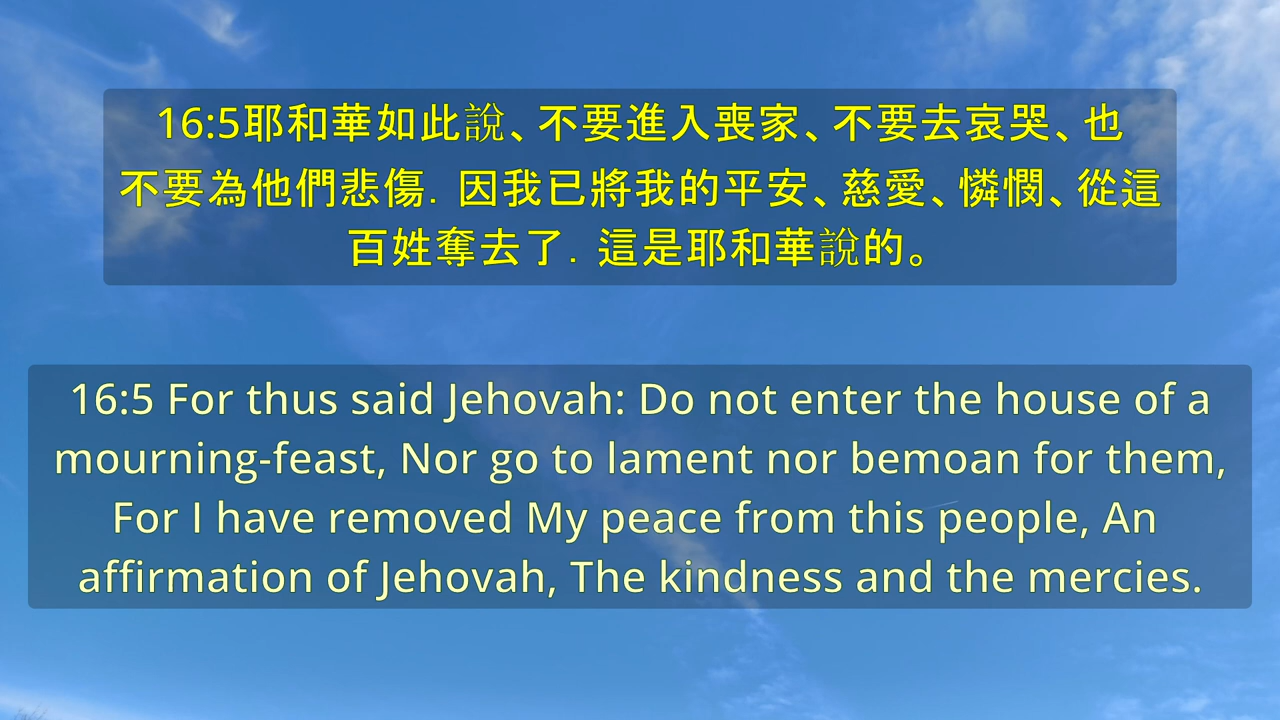 16:5耶和華如此說、不要進入喪家、不要去哀哭、也
不要為他們悲傷．因我已將我的平安、慈愛、憐憫、從這
百姓奪去了．這是耶和華說的。
16:5 For thus said Jehovah: Do not enter the house of a
mourning-feast, Nor go to lament nor bemoan for them,
For I have removed My peace from this people, An
affirmation of Jehovah, The kindness and the mercies.